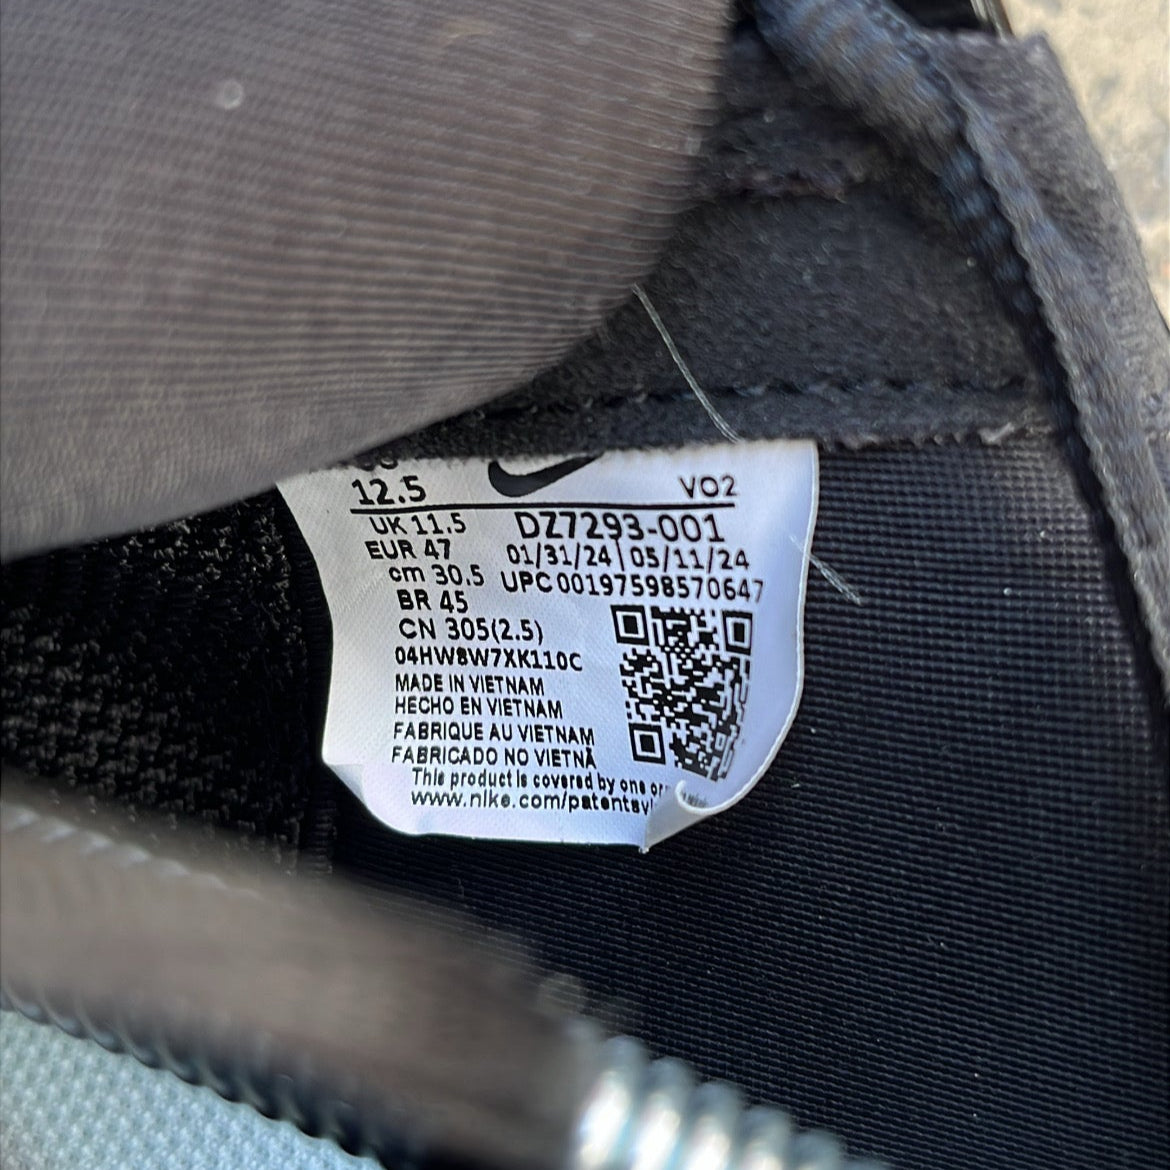 12.5
VO2
UK 11.5
DZ7293-001
EUR 47
01/31/24 | 05/11/24
cm 30.5
UPC 00197598570647
BR 45
CN 305(2.5)
04HW8W7XK110C
MADE IN VIETNAM
HECHO EN VIETNAM
FABRIQUE AU VIETNAM
FABRICADO NO VIETNÃ
This product is covered by one or
www.nike.com/patents